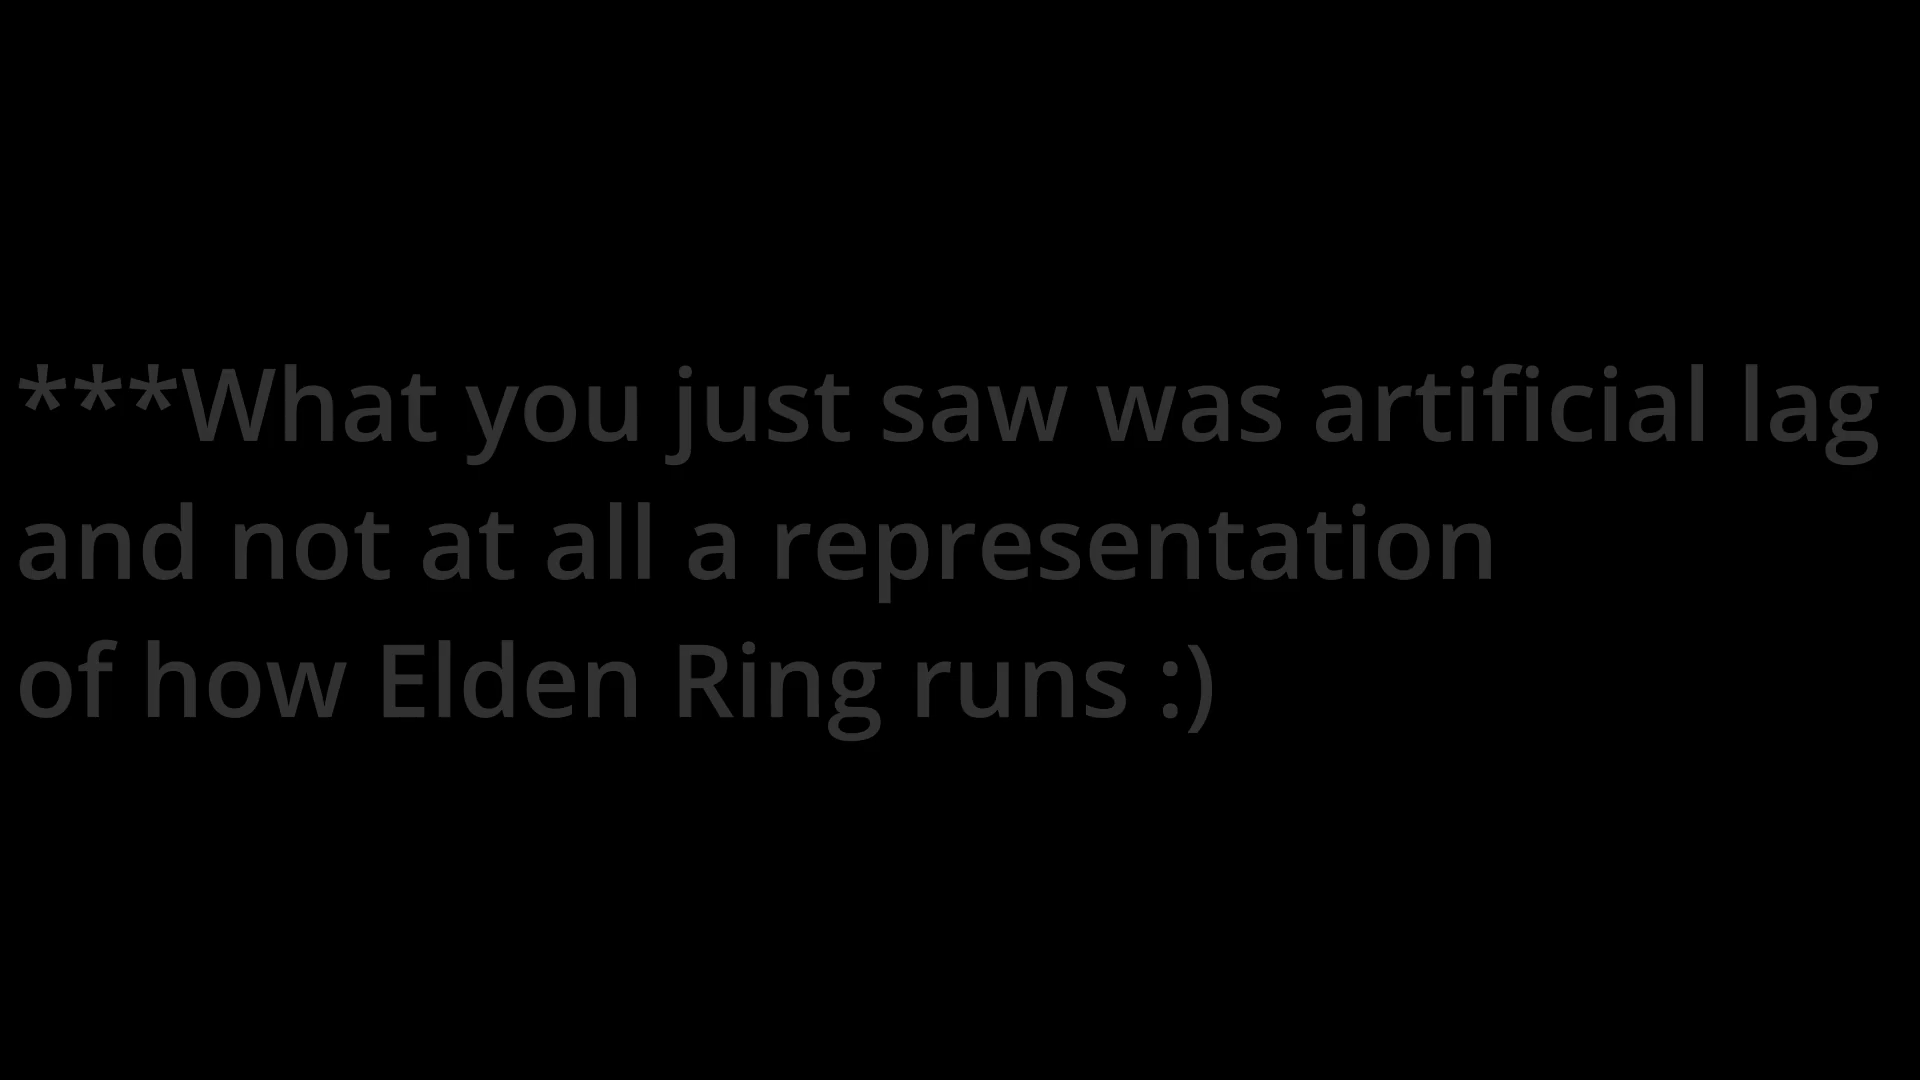 ***What you just saw was artificial lag
and not at all a representation
of how Elden Ring runs :)